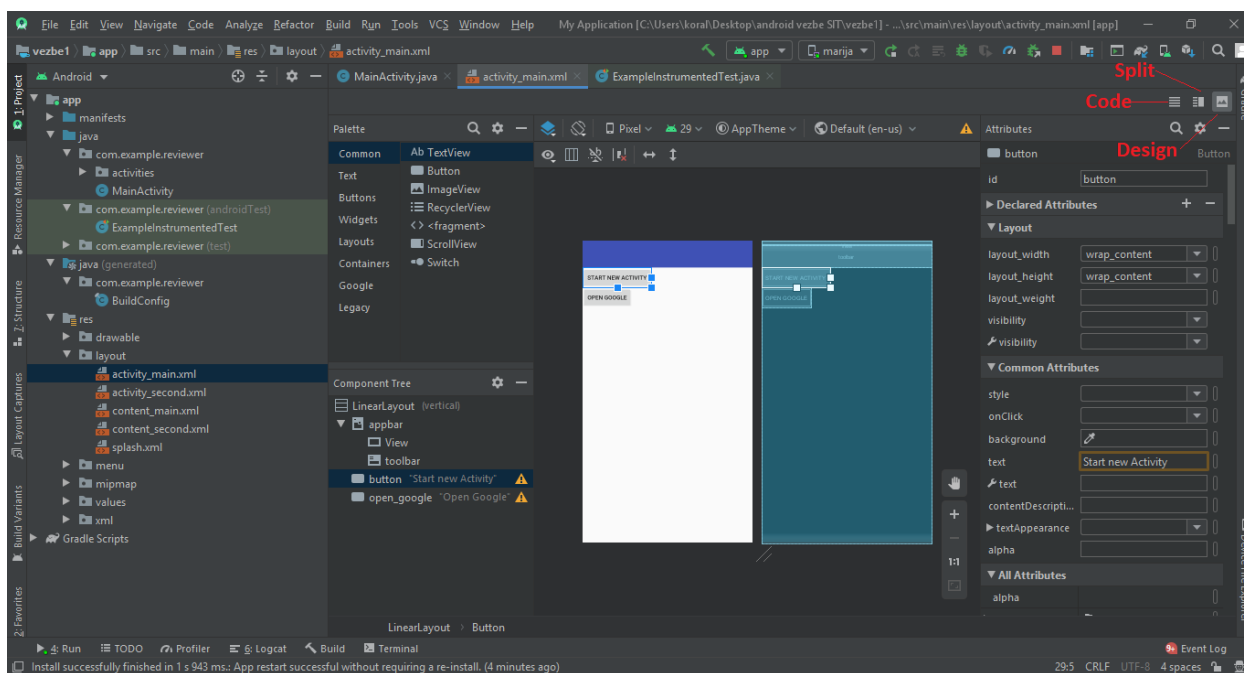 File Edit View Navigate Code Analyze Refactor Build Run Tools VCS Window Help My Application [C:\Users\koral\Desktop\android vezbe SIT\vezbe1] - ...\src\main\res\layout\activity_main.xml [app]
vezbe1 app src main res layout activity_main.xml app marija
Split
Code
Design
1: Project
Resource Manager
7: Structure
Layout Captures
Build Variants
2: Favorites
Android
app
manifests
java
com.example.reviewer
activities
MainActivity
com.example.reviewer (androidTest)
ExampleInstrumentedTest
com.example.reviewer (test)
java (generated)
com.example.reviewer
BuildConfig
res
drawable
layout
activity_main.xml
activity_second.xml
content_main.xml
content_second.xml
splash.xml
menu
mipmap
values
xml
Gradle Scripts
MainActivity.java activity_main.xml ExampleInstrumentedTest.java
Palette
Common
Text
Buttons
Widgets
Layouts
Containers
Google
Legacy
Ab TextView
Button
ImageView
RecyclerView
<> <fragment>
ScrollView
Switch
Component Tree
LinearLayout (vertical)
appbar
View
toolbar
button "Start new Activity"
open_google "Open Google"
Pixel 29 AppTheme Default (en-us)
START NEW ACTIVITY
OPEN GOOGLE
toolbar
START NEW ACTIVITY
OPEN GOOGLE
1:1
LinearLayout Button
Attributes
button Button
id button
Declared Attributes
Layout
layout_width wrap_content
layout_height wrap_content
layout_weight
visibility
visibility
Common Attributes
style
onClick
background
text Start new Activity
text
contentDescripti...
textAppearance
alpha
All Attributes
alpha
4: Run TODO Profiler 6: Logcat Build Terminal Event Log
Install successfully finished in 1 s 943 ms.: App restart successful without requiring a re-install. (4 minutes ago) 29:5 CRLF UTF-8 4 spaces